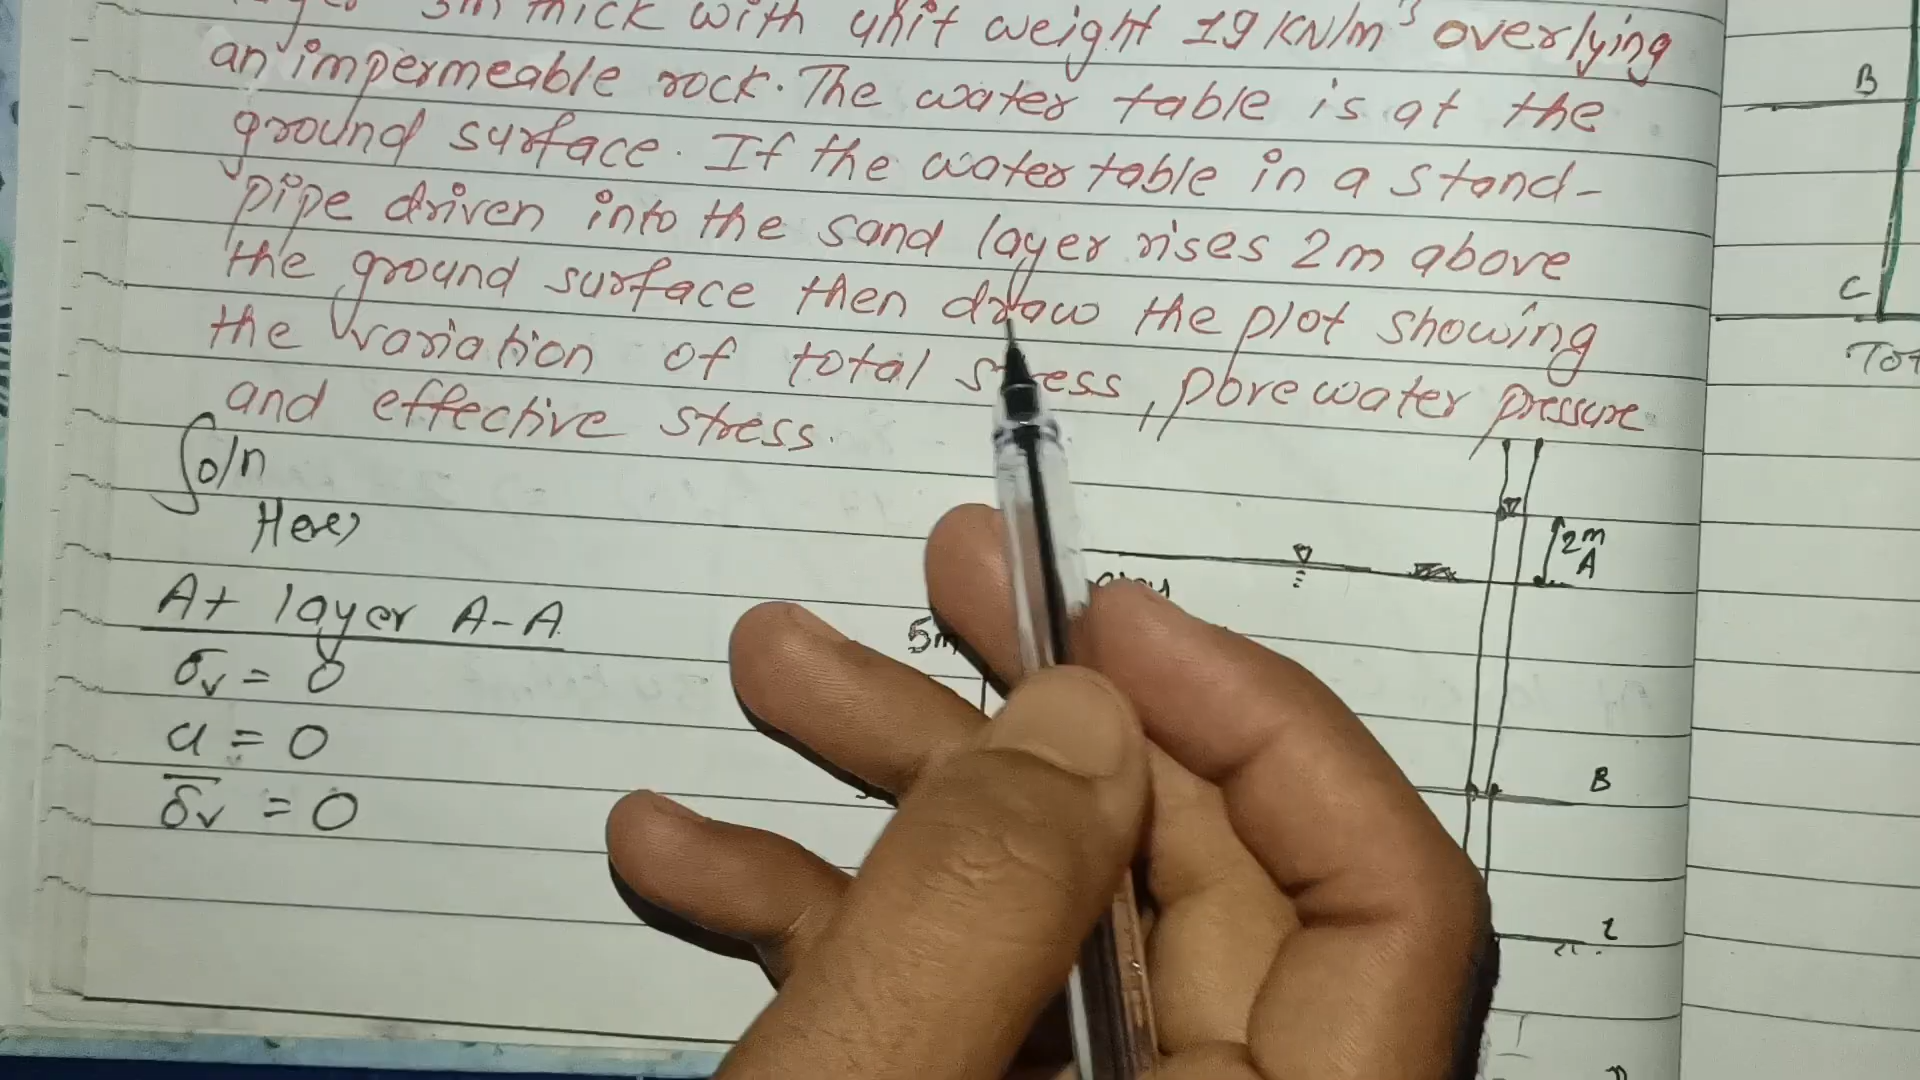 3m thick with unit weight 19 KN/m³ overlying
an impermeable rock. The water table is at the
ground surface. If the water table in a stand-
pipe driven into the sand layer rises 2m above
the ground surface then draw the plot showing
the variation of total stress, pore water pressure
and effective stress.
Soln
Here,
At layer A-A
σv = 0
u = 0
σ̅v = 0
5m
2m
A
B
B
C